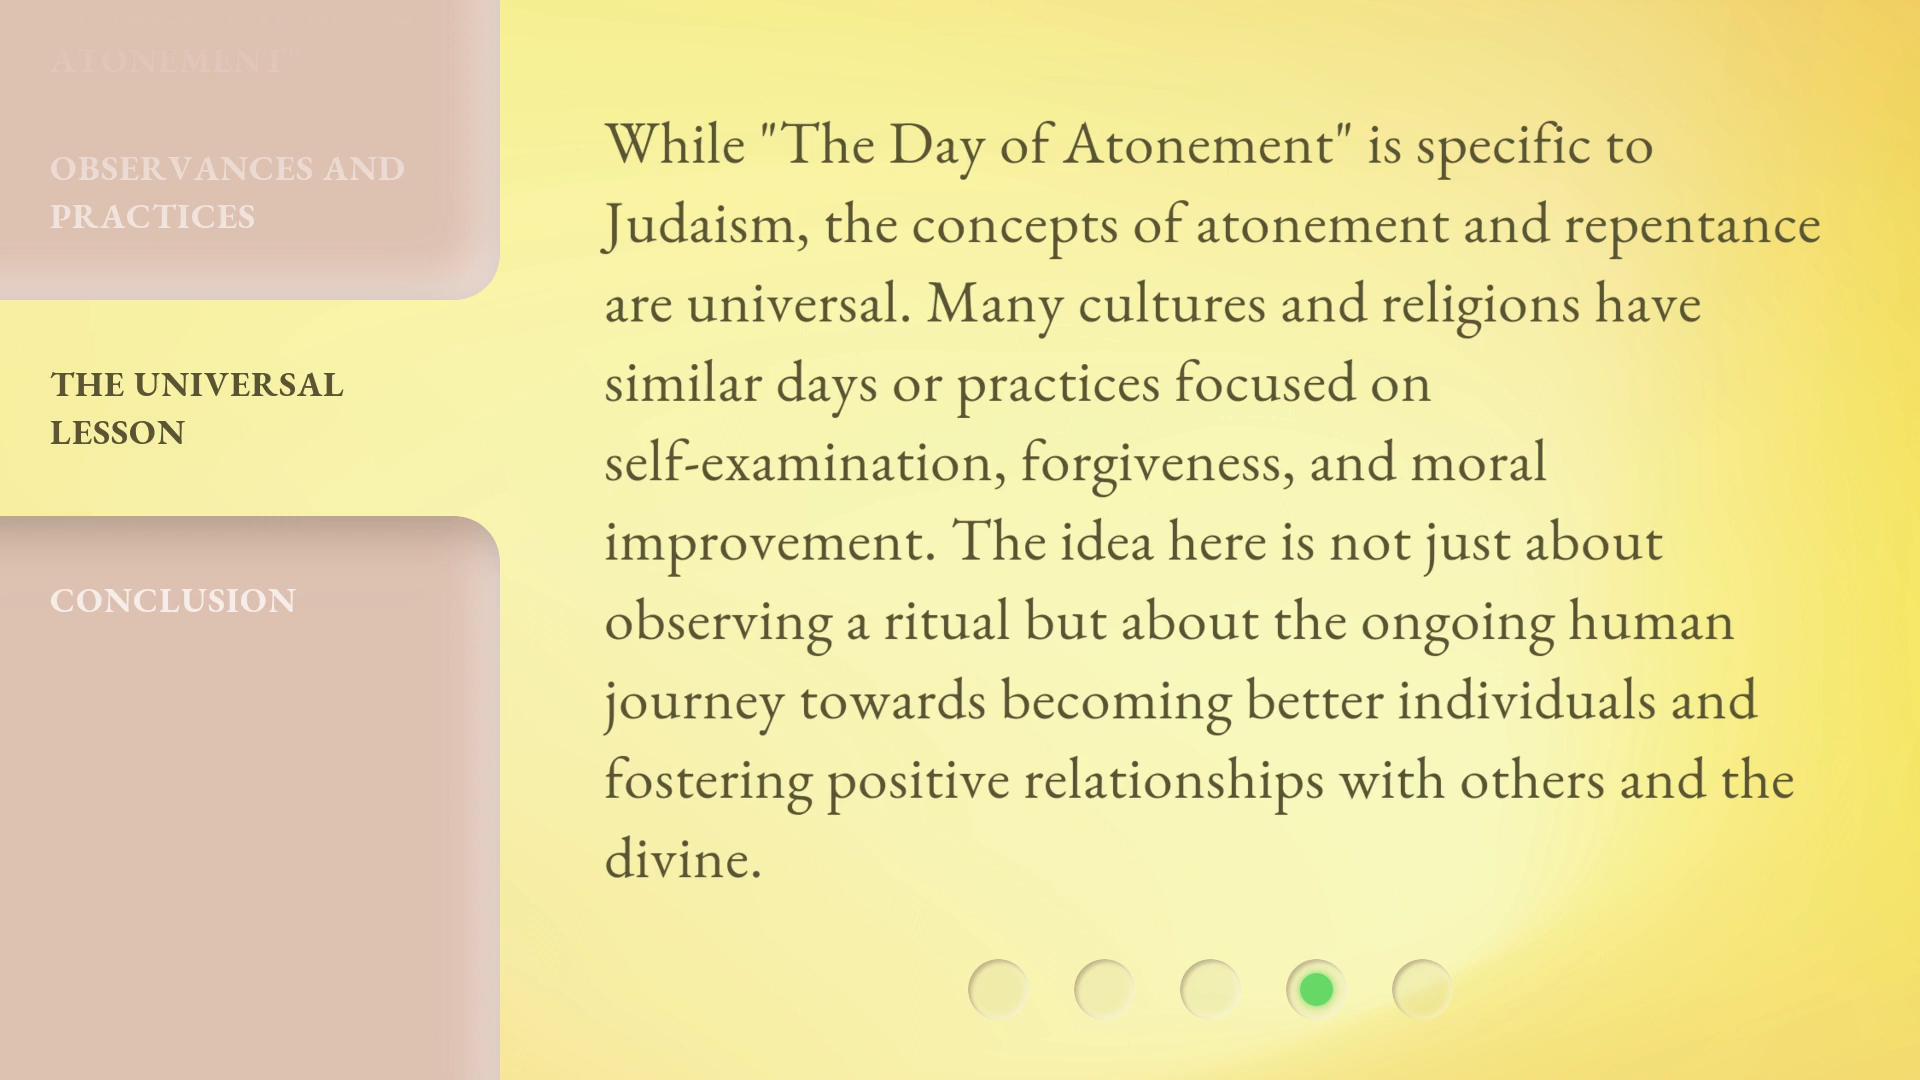 ATONEMENT"
OBSERVANCES AND
PRACTICES
THE UNIVERSAL
LESSON
CONCLUSION
While "The Day of Atonement" is specific to
Judaism, the concepts of atonement and repentance
are universal. Many cultures and religions have
similar days or practices focused on
self-examination, forgiveness, and moral
improvement. The idea here is not just about
observing a ritual but about the ongoing human
journey towards becoming better individuals and
fostering positive relationships with others and the
divine.